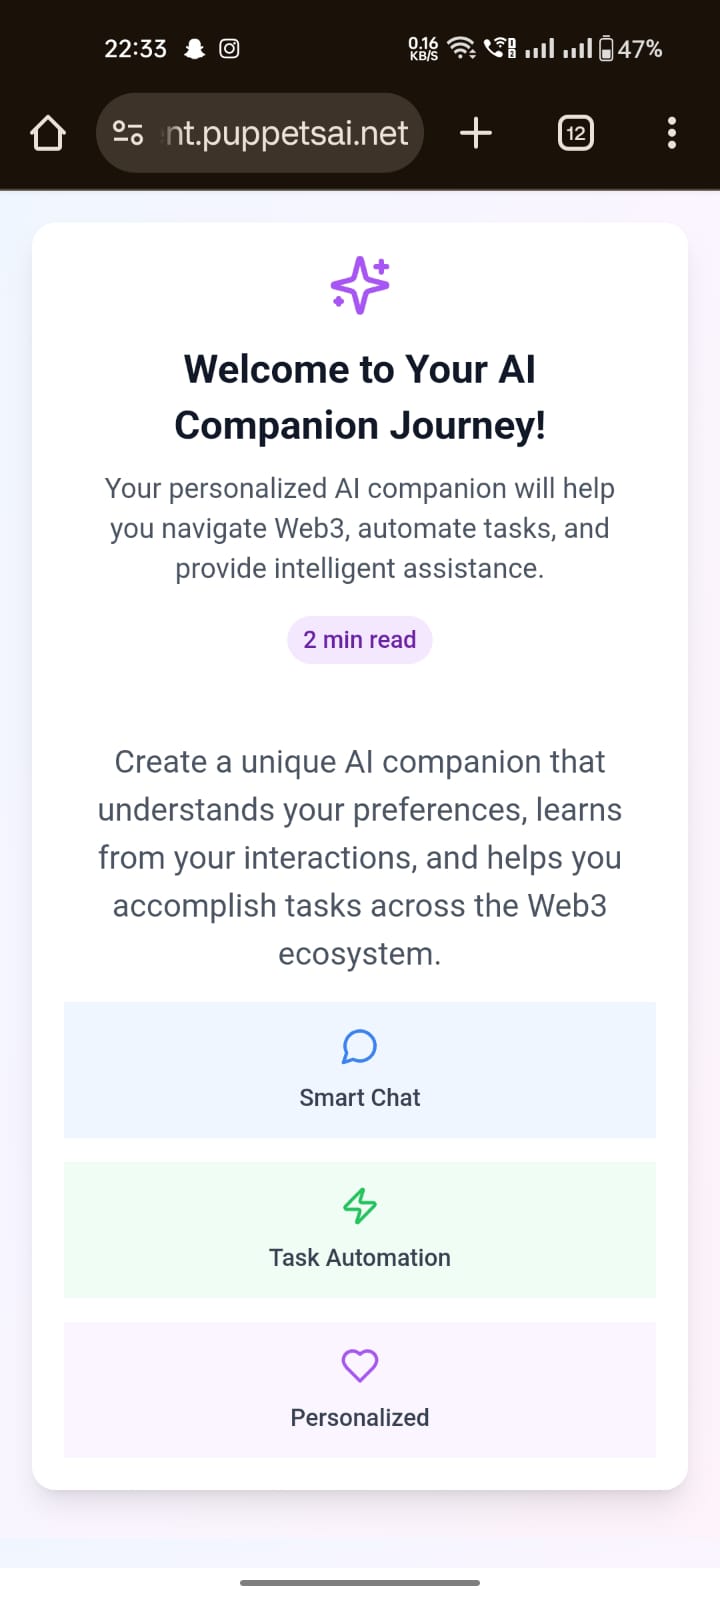 22:33
0.16
KB/S
47%
nt.puppetsai.net
12
Welcome to Your AI
Companion Journey!
Your personalized AI companion will help
you navigate Web3, automate tasks, and
provide intelligent assistance.
2 min read
Create a unique AI companion that
understands your preferences, learns
from your interactions, and helps you
accomplish tasks across the Web3
ecosystem.
Smart Chat
Task Automation
Personalized